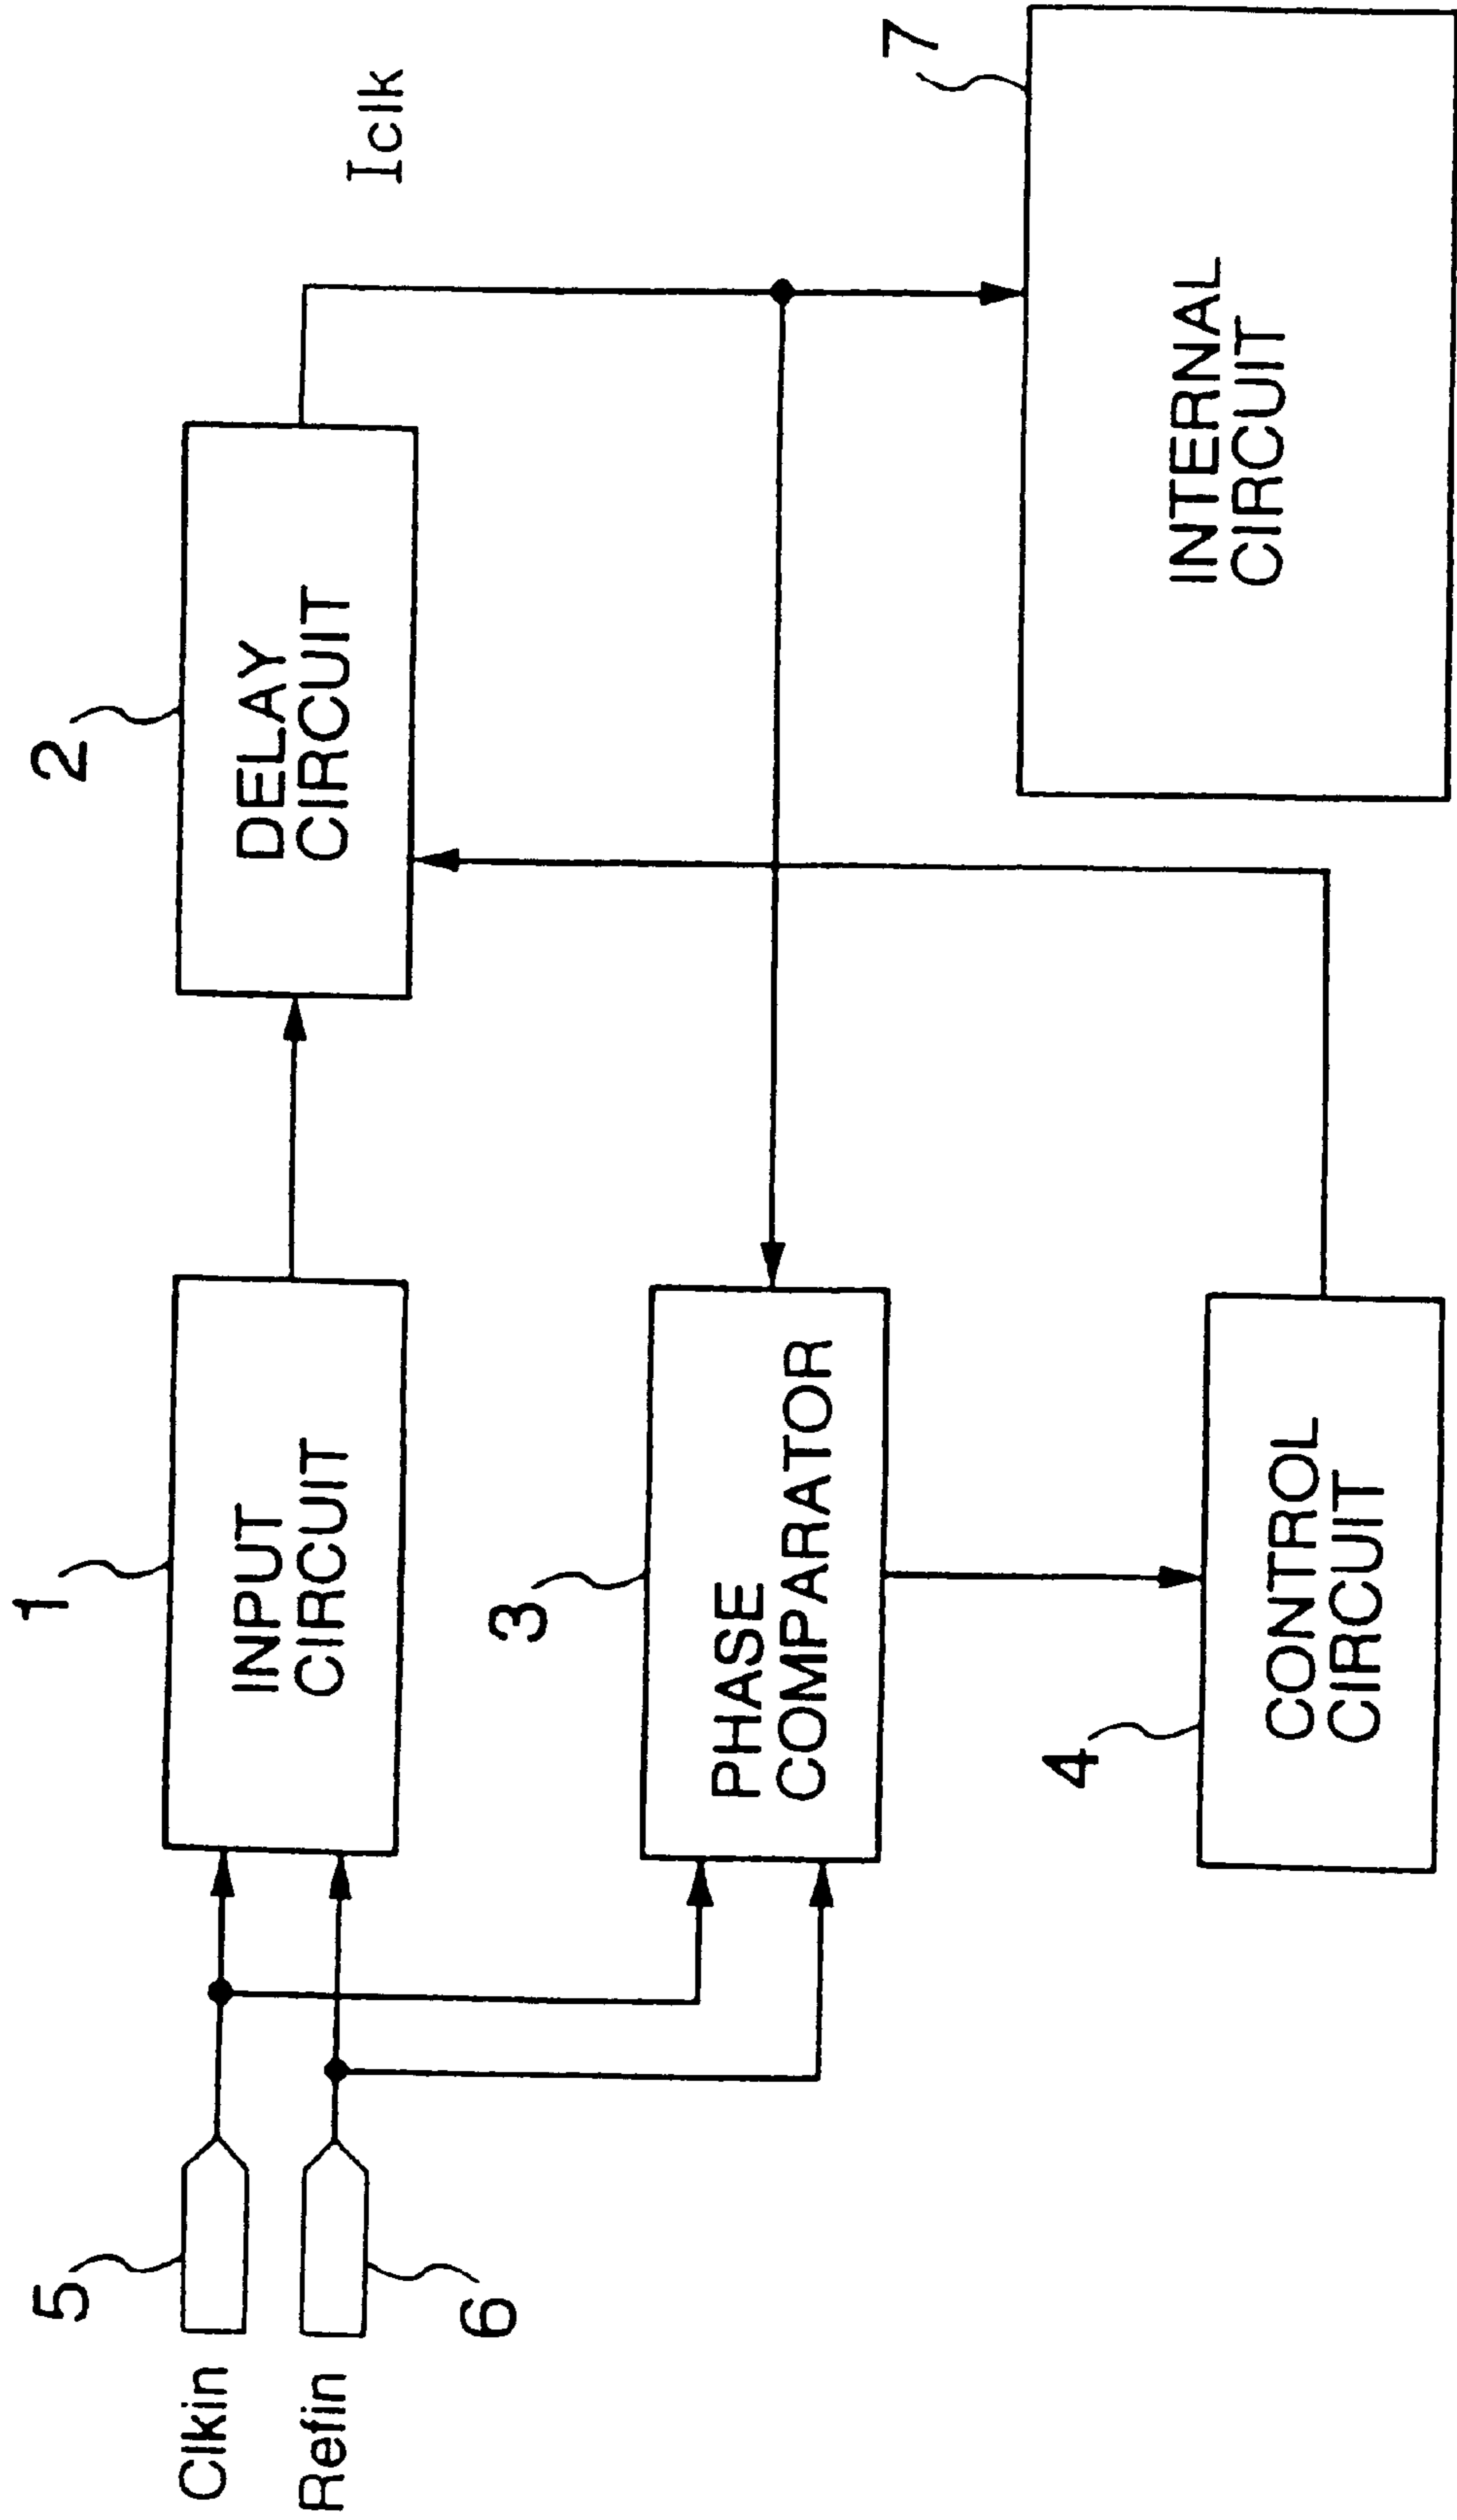 1
INPUT
CIRCUIT
2
DELAY
CIRCUIT
Iclk
5
Clkin
Refin
6
3
PHASE
COMPARATOR
4
CONTROL
CIRCUIT
7
INTERNAL
CIRCUIT